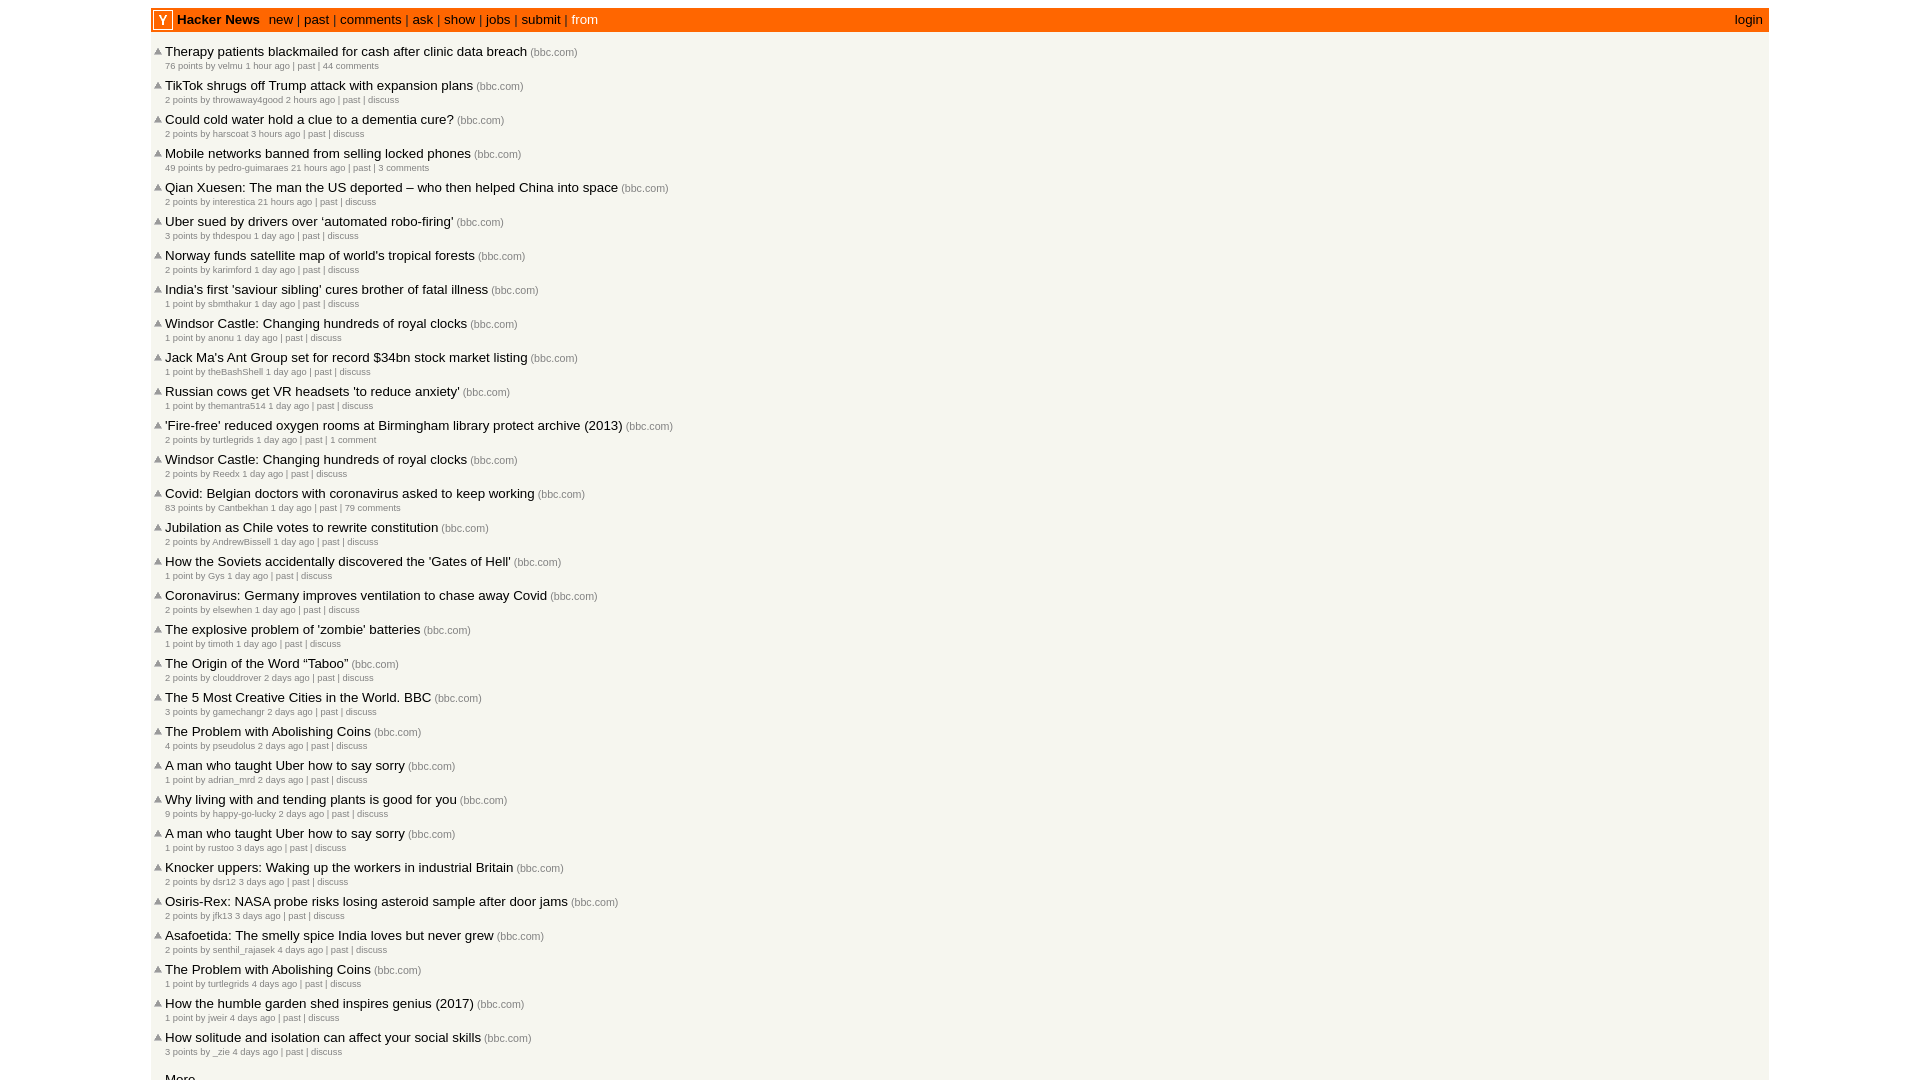 Y Hacker News new | past | comments | ask | show | jobs | submit | from login
Therapy patients blackmailed for cash after clinic data breach (bbc.com)
76 points by velmu 1 hour ago | past | 44 comments
TikTok shrugs off Trump attack with expansion plans (bbc.com)
2 points by throwaway4good 2 hours ago | past | discuss
Could cold water hold a clue to a dementia cure? (bbc.com)
2 points by harscoat 3 hours ago | past | discuss
Mobile networks banned from selling locked phones (bbc.com)
49 points by pedro-guimaraes 21 hours ago | past | 3 comments
Qian Xuesen: The man the US deported – who then helped China into space (bbc.com)
2 points by interestica 21 hours ago | past | discuss
Uber sued by drivers over ‘automated robo-firing' (bbc.com)
3 points by thdespou 1 day ago | past | discuss
Norway funds satellite map of world's tropical forests (bbc.com)
2 points by karimford 1 day ago | past | discuss
India's first 'saviour sibling' cures brother of fatal illness (bbc.com)
1 point by sbmthakur 1 day ago | past | discuss
Windsor Castle: Changing hundreds of royal clocks (bbc.com)
1 point by anonu 1 day ago | past | discuss
Jack Ma's Ant Group set for record $34bn stock market listing (bbc.com)
1 point by theBashShell 1 day ago | past | discuss
Russian cows get VR headsets 'to reduce anxiety' (bbc.com)
1 point by themantra514 1 day ago | past | discuss
'Fire-free' reduced oxygen rooms at Birmingham library protect archive (2013) (bbc.com)
2 points by turtlegrids 1 day ago | past | 1 comment
Windsor Castle: Changing hundreds of royal clocks (bbc.com)
2 points by Reedx 1 day ago | past | discuss
Covid: Belgian doctors with coronavirus asked to keep working (bbc.com)
83 points by Cantbekhan 1 day ago | past | 79 comments
Jubilation as Chile votes to rewrite constitution (bbc.com)
2 points by AndrewBissell 1 day ago | past | discuss
How the Soviets accidentally discovered the 'Gates of Hell' (bbc.com)
1 point by Gys 1 day ago | past | discuss
Coronavirus: Germany improves ventilation to chase away Covid (bbc.com)
2 points by elsewhen 1 day ago | past | discuss
The explosive problem of 'zombie' batteries (bbc.com)
1 point by timoth 1 day ago | past | discuss
The Origin of the Word “Taboo” (bbc.com)
2 points by clouddrover 2 days ago | past | discuss
The 5 Most Creative Cities in the World. BBC (bbc.com)
3 points by gamechangr 2 days ago | past | discuss
The Problem with Abolishing Coins (bbc.com)
4 points by pseudolus 2 days ago | past | discuss
A man who taught Uber how to say sorry (bbc.com)
1 point by adrian_mrd 2 days ago | past | discuss
Why living with and tending plants is good for you (bbc.com)
9 points by happy-go-lucky 2 days ago | past | discuss
A man who taught Uber how to say sorry (bbc.com)
1 point by rustoo 3 days ago | past | discuss
Knocker uppers: Waking up the workers in industrial Britain (bbc.com)
2 points by dsr12 3 days ago | past | discuss
Osiris-Rex: NASA probe risks losing asteroid sample after door jams (bbc.com)
2 points by jfk13 3 days ago | past | discuss
Asafoetida: The smelly spice India loves but never grew (bbc.com)
2 points by senthil_rajasek 4 days ago | past | discuss
The Problem with Abolishing Coins (bbc.com)
1 point by turtlegrids 4 days ago | past | discuss
How the humble garden shed inspires genius (2017) (bbc.com)
1 point by jweir 4 days ago | past | discuss
How solitude and isolation can affect your social skills (bbc.com)
3 points by _zie 4 days ago | past | discuss
More